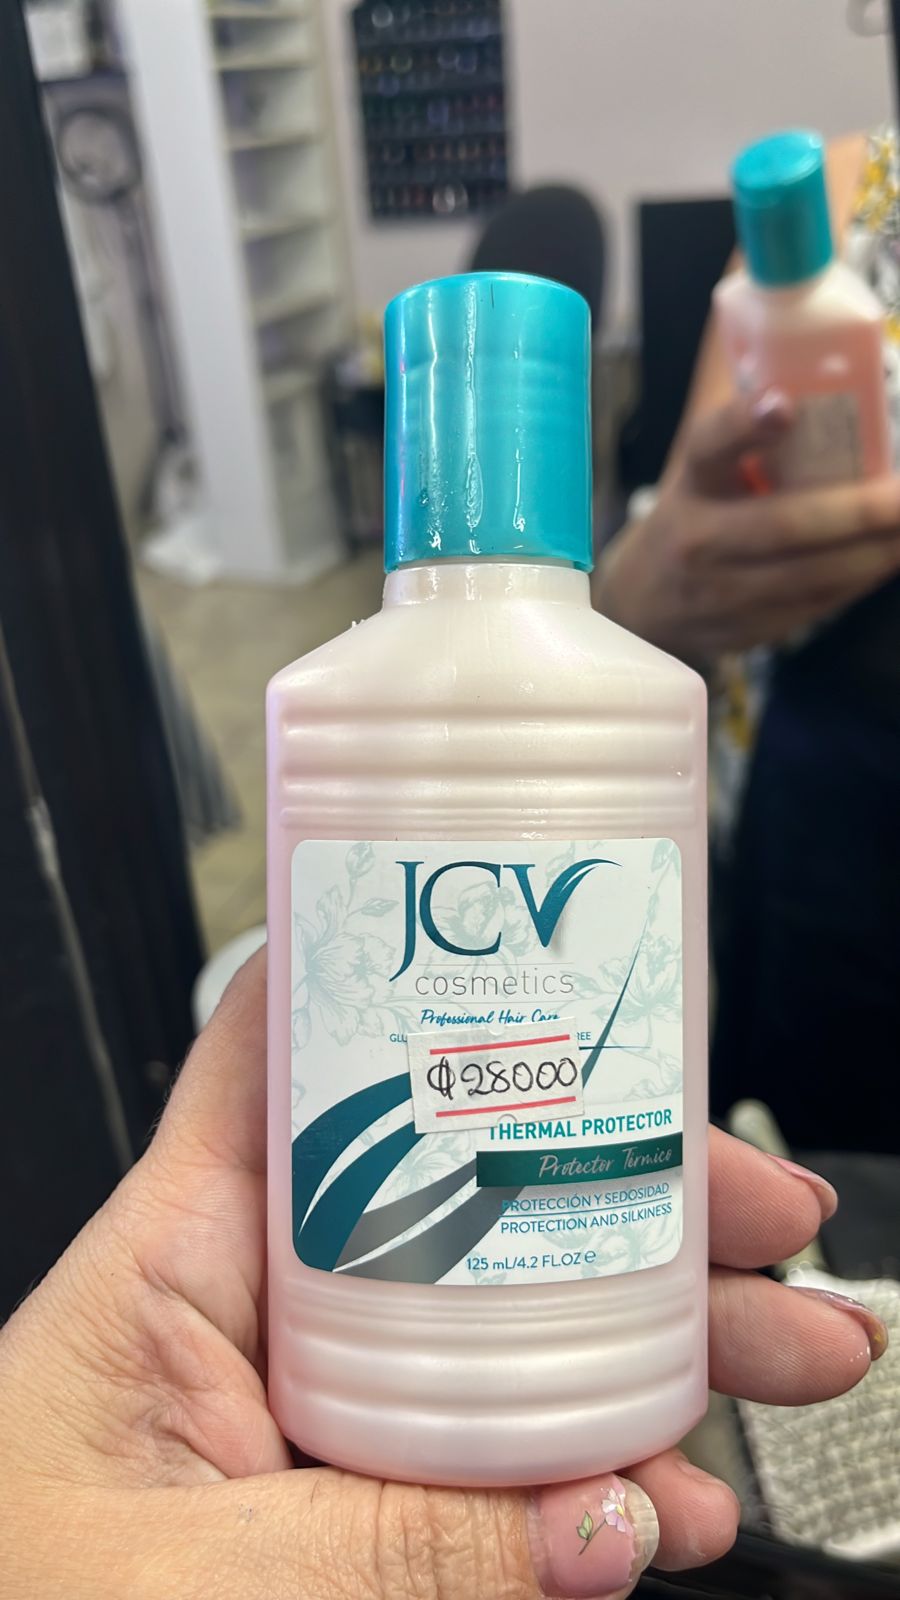 JCV
cosmetics
Professional Hair Care
₡28000
THERMAL PROTECTOR
Protector Térmico
PROTECCIÓN Y SEDOSIDAD
PROTECTION AND SILKINESS
125 mL/4.2 FL.OZ ℮